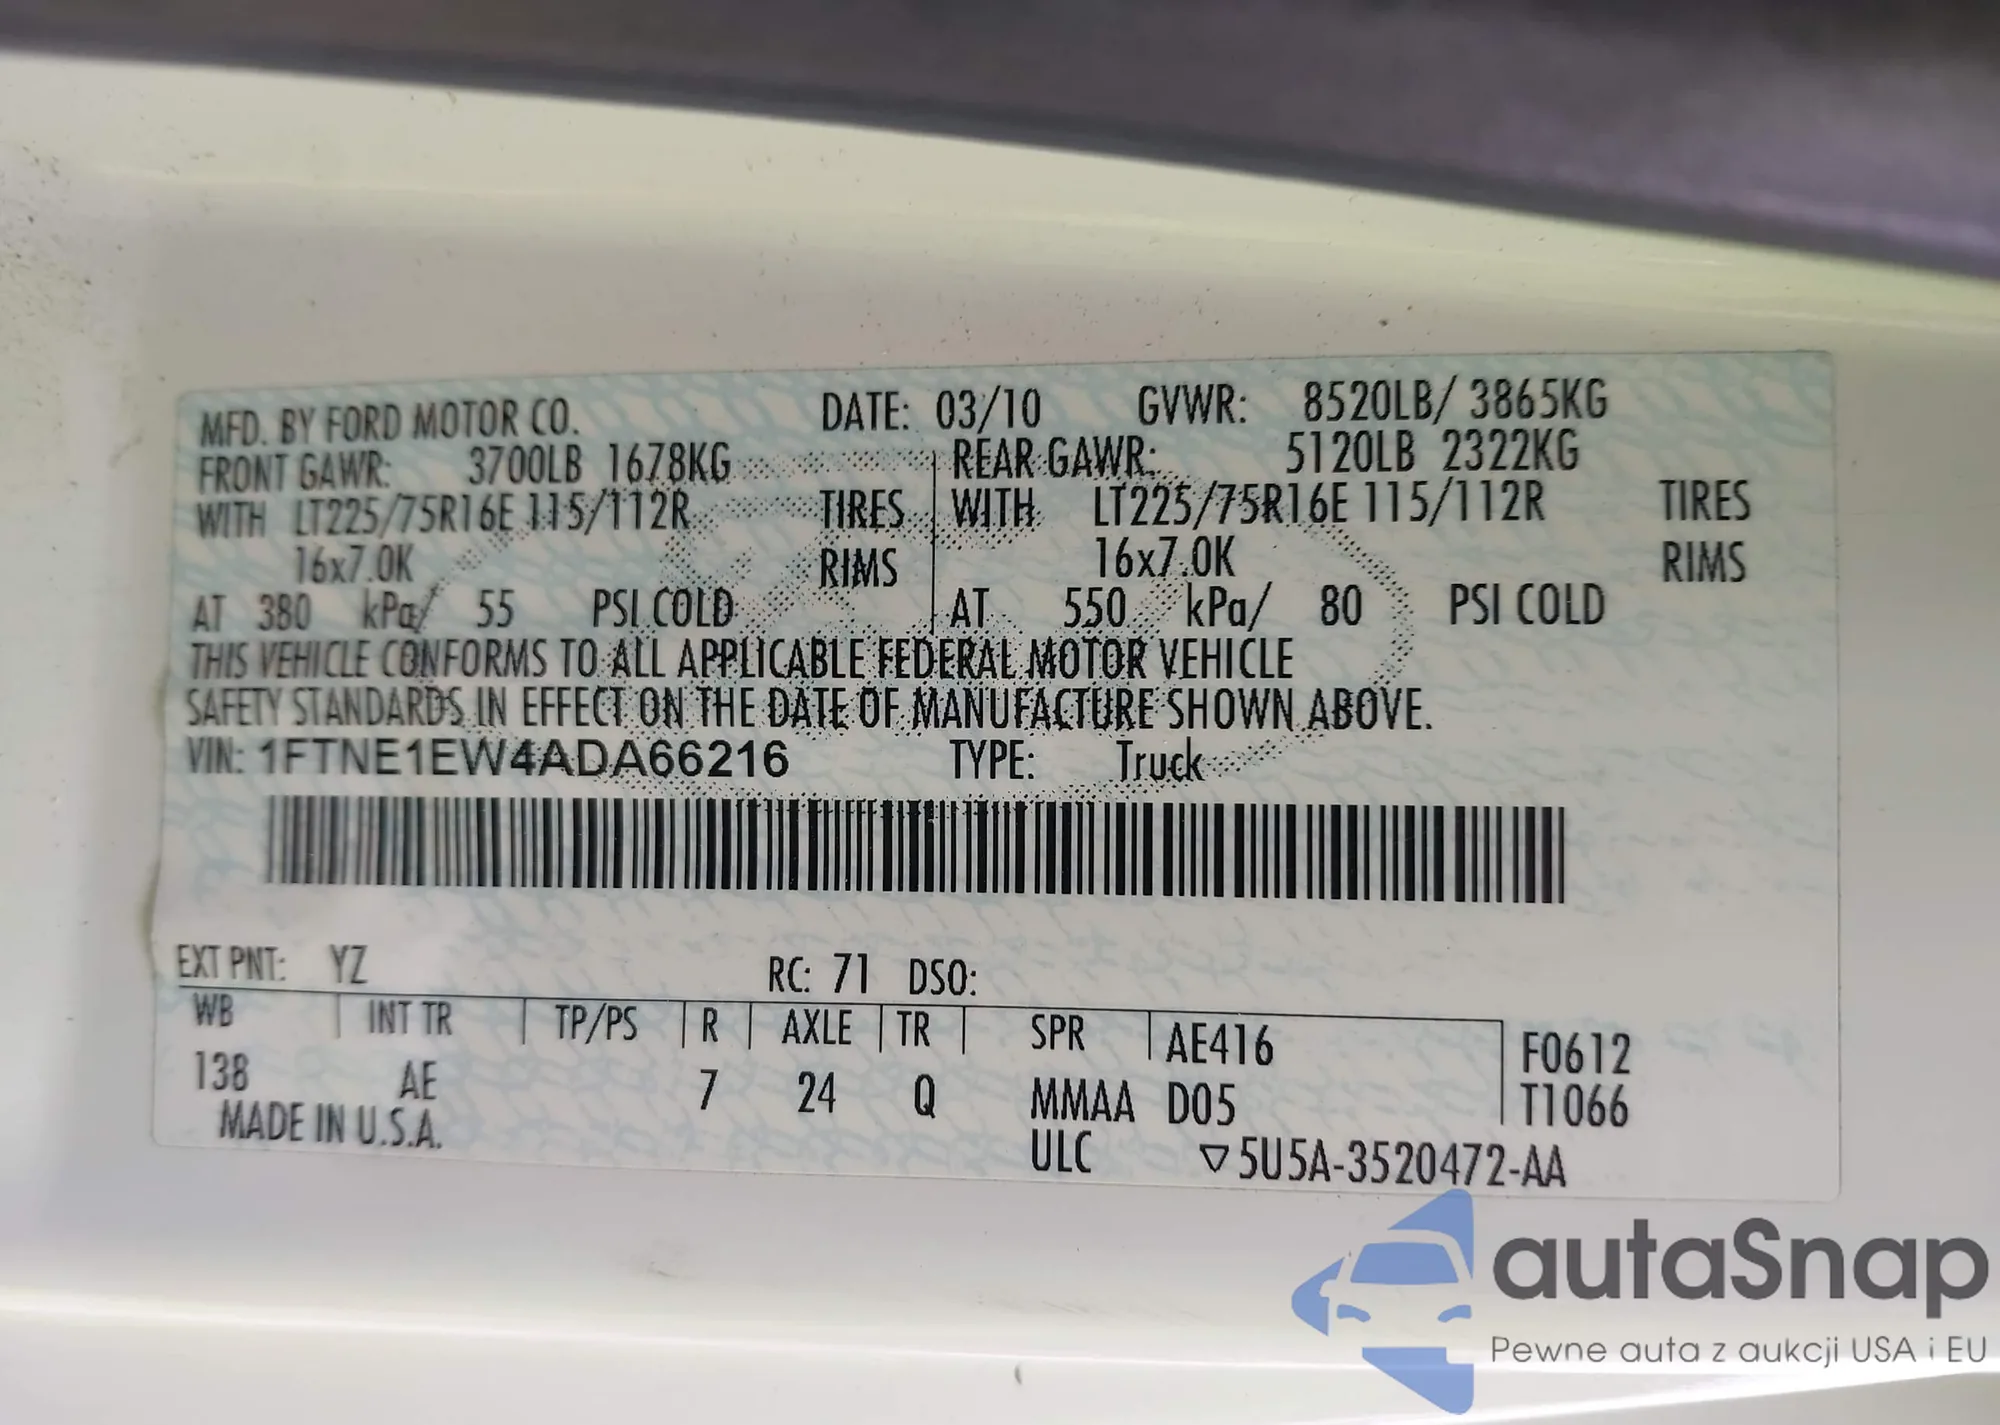 MFD. BY FORD MOTOR CO. DATE: 03/10 GVWR: 8520LB/ 3865KG
FRONT GAWR: 3700LB 1678KG REAR GAWR: 5120LB 2322KG
WITH LT225/75R16E 115/112R TIRES WITH LT225/75R16E 115/112R TIRES
16x7.0K RIMS 16x7.0K RIMS
AT 380 kPa/ 55 PSI COLD AT 550 kPa/ 80 PSI COLD
THIS VEHICLE CONFORMS TO ALL APPLICABLE FEDERAL MOTOR VEHICLE
SAFETY STANDARDS IN EFFECT ON THE DATE OF MANUFACTURE SHOWN ABOVE.
VIN: 1FTNE1EW4ADA66216 TYPE: Truck
EXT PNT: YZ RC: 71 DSO:
WB INT TR TP/PS R AXLE TR SPR AE416 F0612
138 AE 7 24 Q MMAA D05 T1066
MADE IN U.S.A. ULC ▽5U5A-3520472-AA
autaSnap
Pewne auta z aukcji USA i EU